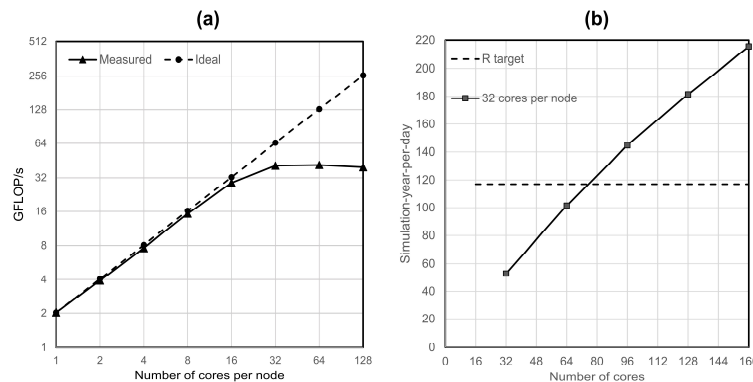 (a)
(b)
512
256
128
64
32
16
8
4
2
1
GFLOP/s
Measured
Ideal
1 2 4 8 16 32 64 128
Number of cores per node
220
200
180
160
140
120
100
80
60
40
20
0
Simulation-year-per-day
R target
32 cores per node
0 16 32 48 64 80 96 112 128 144 160
Number of cores